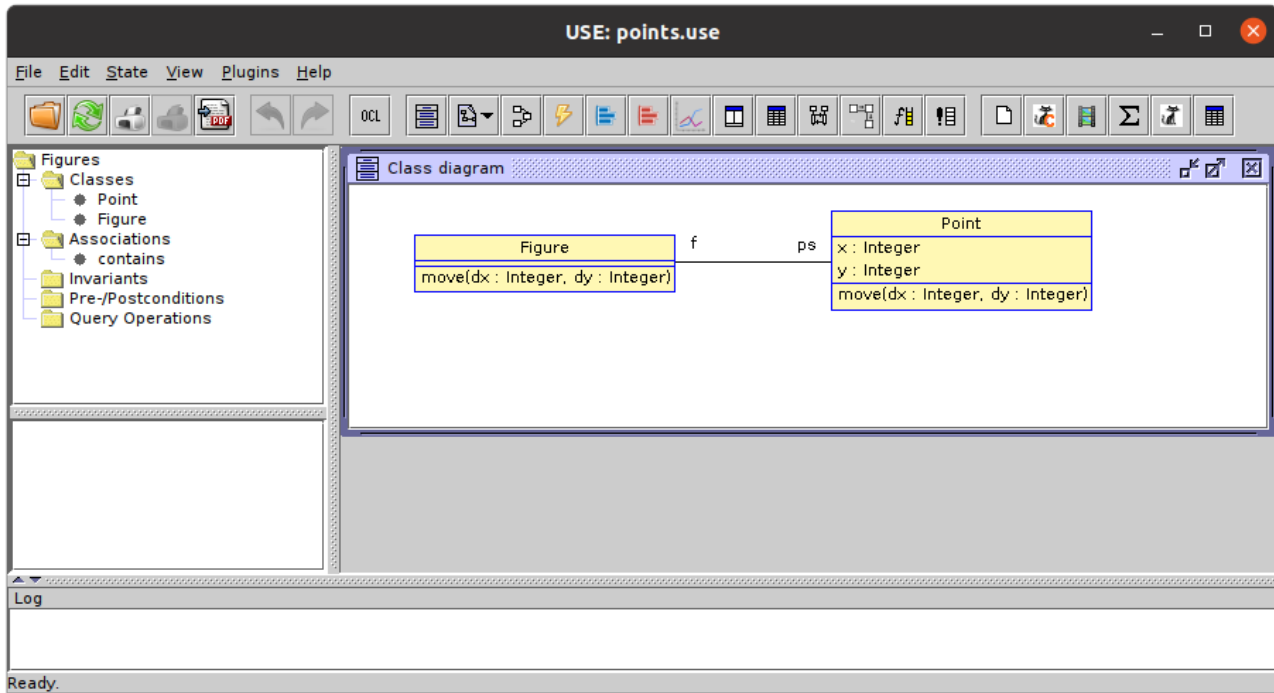 USE: points.use
File Edit State View Plugins Help
PDF OCL f Σ C
Figures
Classes
Point
Figure
Associations
contains
Invariants
Pre-/Postconditions
Query Operations
Class diagram
Figure
move(dx : Integer, dy : Integer)
f ps
Point
x : Integer
y : Integer
move(dx : Integer, dy : Integer)
Log
Ready.